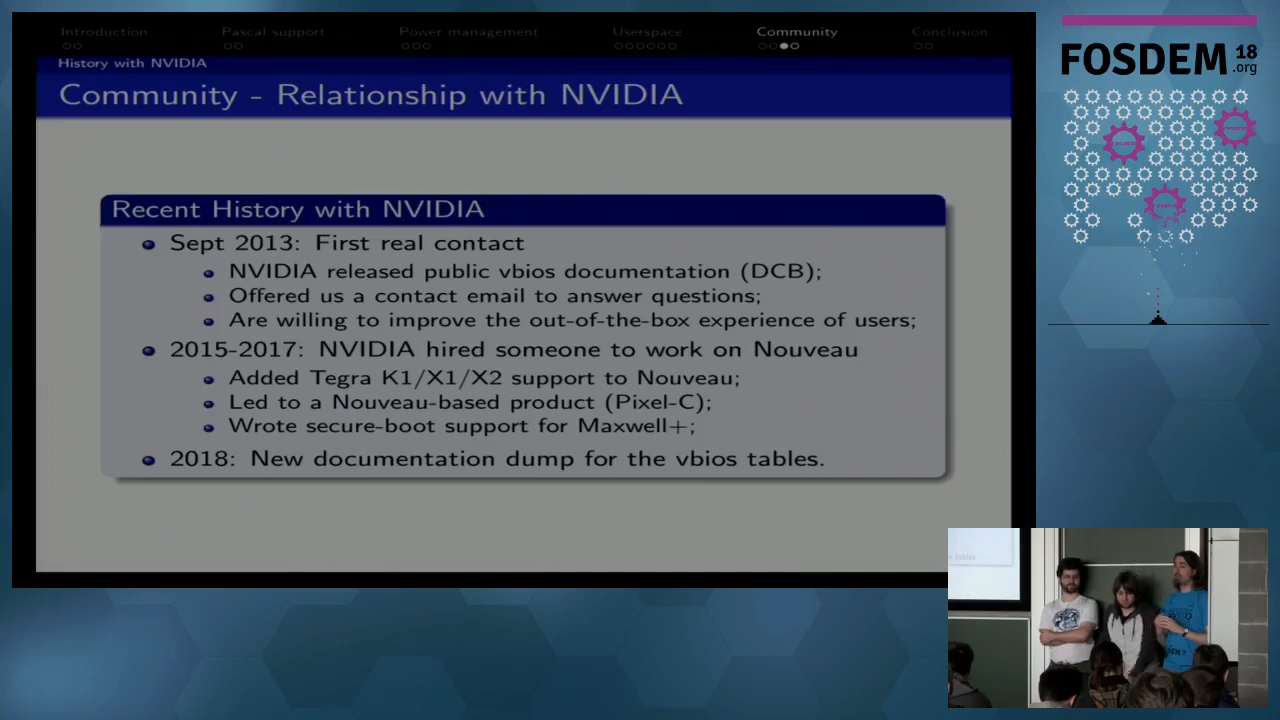 Introduction Pascal support Power management Userspace Community Conclusion
History with NVIDIA
Community - Relationship with NVIDIA
Recent History with NVIDIA
Sept 2013: First real contact
NVIDIA released public vbios documentation (DCB);
Offered us a contact email to answer questions;
Are willing to improve the out-of-the-box experience of users;
2015-2017: NVIDIA hired someone to work on Nouveau
Added Tegra K1/X1/X2 support to Nouveau;
Led to a Nouveau-based product (Pixel-C);
Wrote secure-boot support for Maxwell+;
2018: New documentation dump for the vbios tables.
FOSDEM 18
.org
tables.